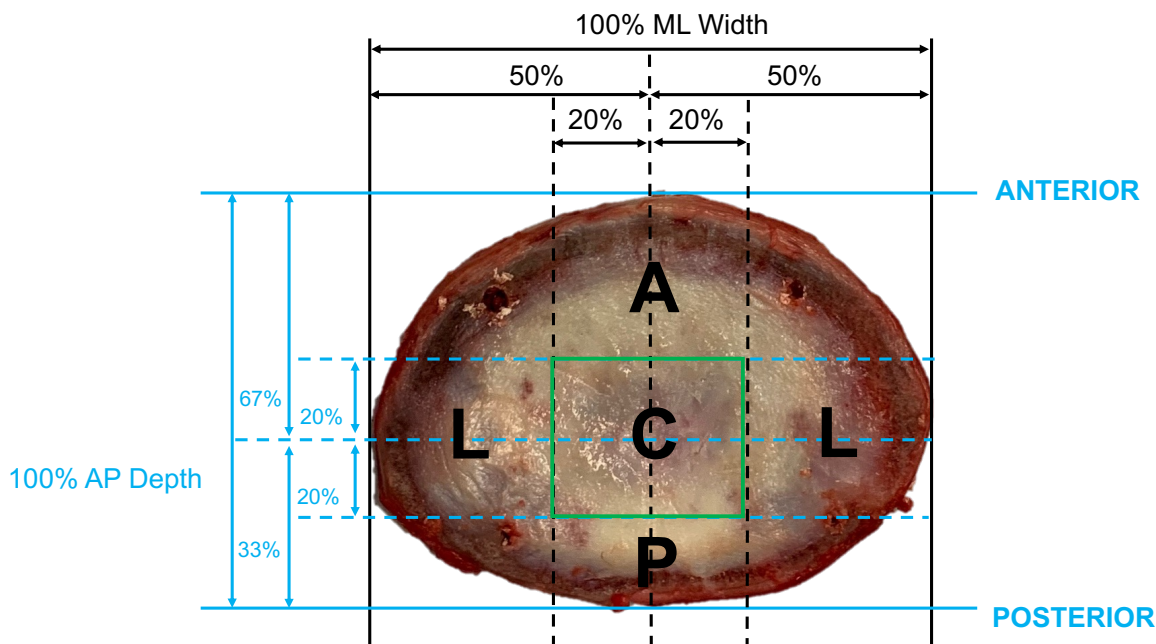 100% ML Width
50% 50%
20% 20%
ANTERIOR
A
67%
20%
L C L
100% AP Depth
20%
33%
P
POSTERIOR